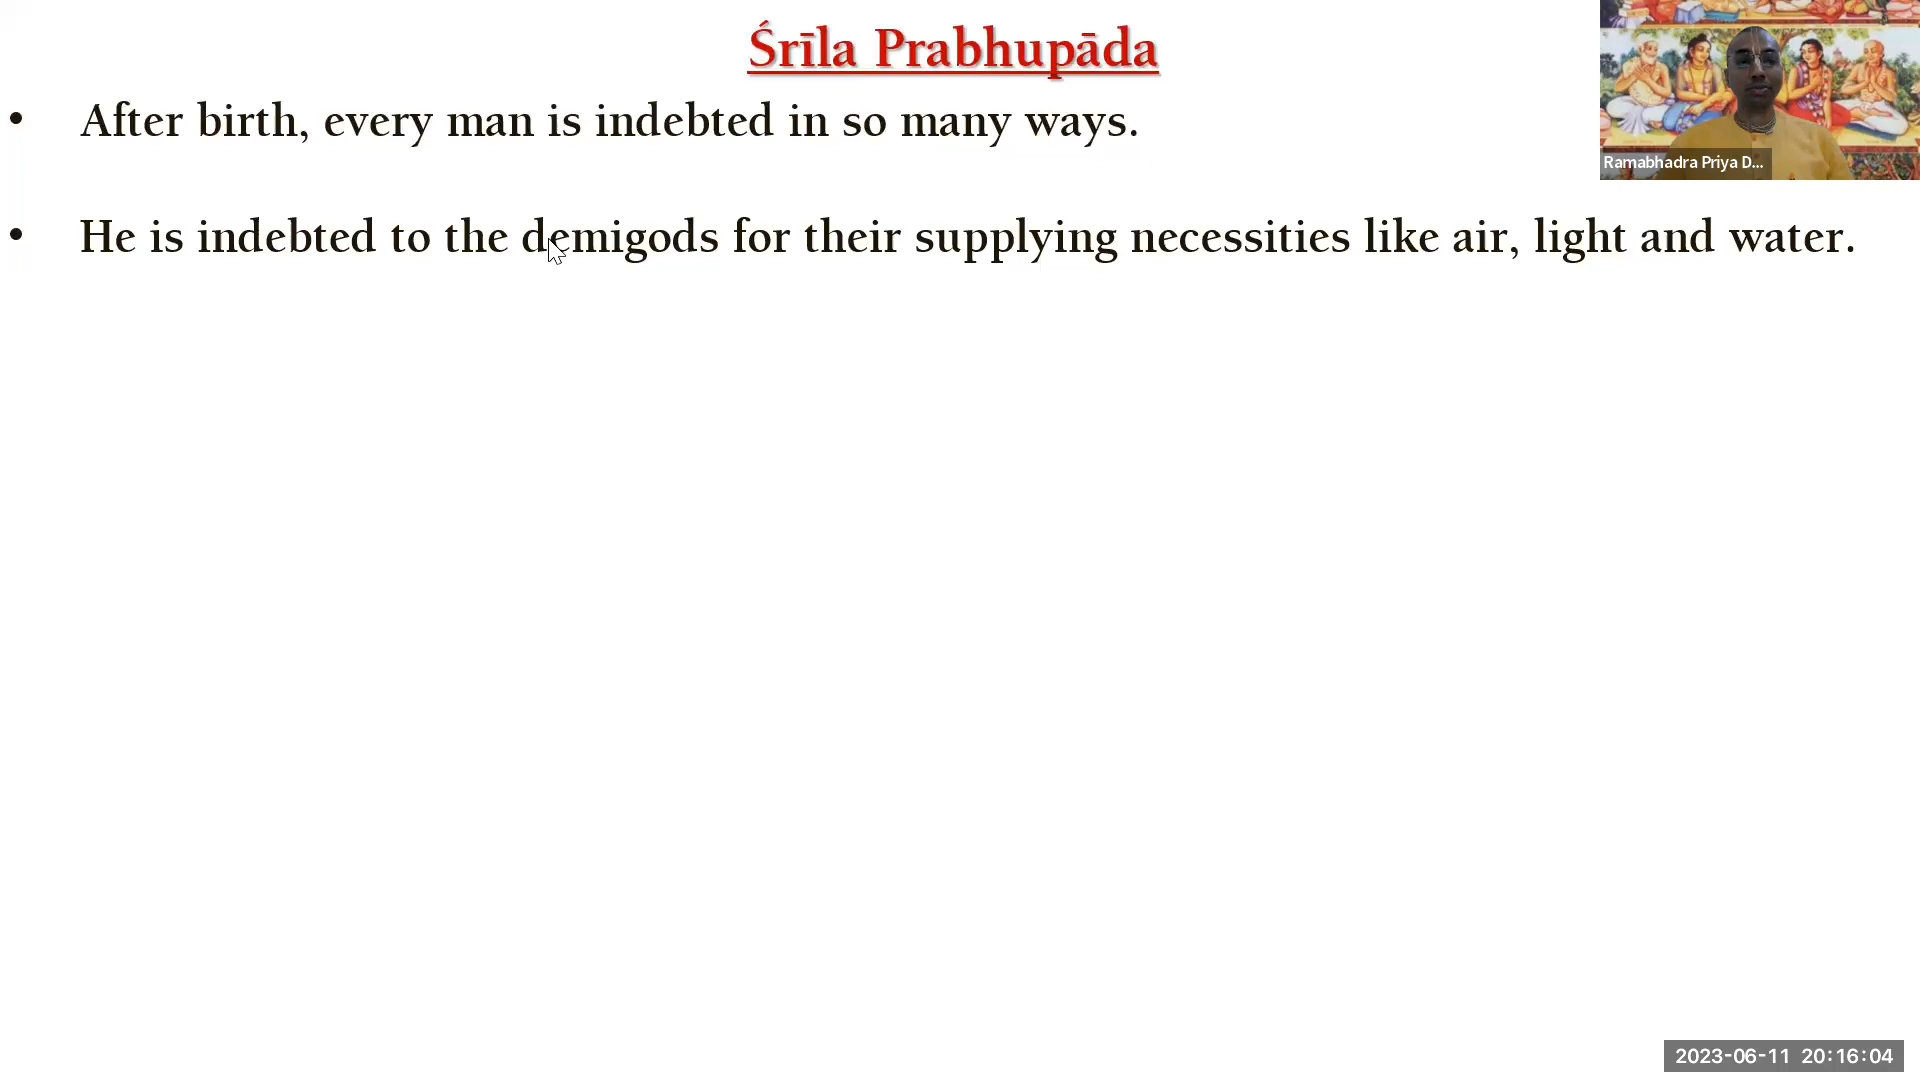 Śrīla Prabhupāda
• After birth, every man is indebted in so many ways.
• He is indebted to the demigods for their supplying necessities like air, light and water.
Ramabhadra Priya D...
2023-06-11 20:16:04